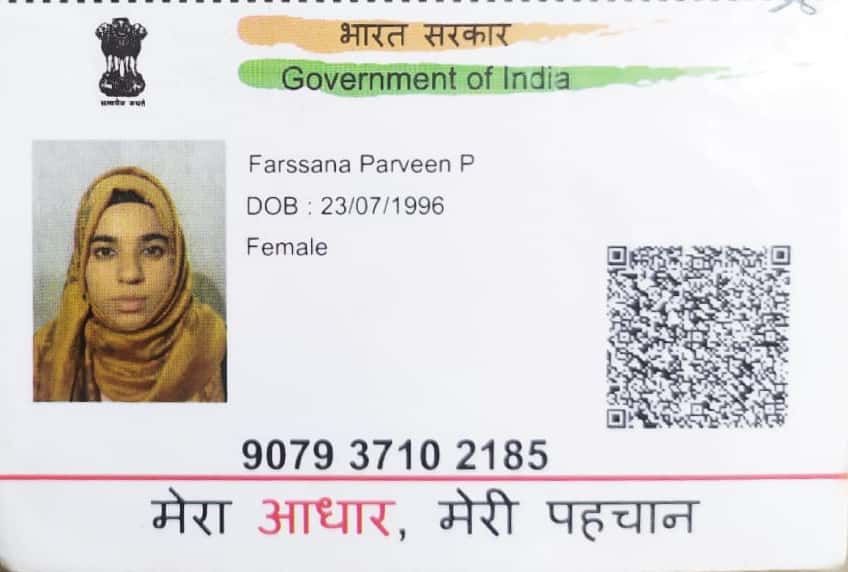 भारत सरकार
Government of India
सत्यमेव जयते
Farssana Parveen P
DOB : 23/07/1996
Female
9079 3710 2185
मेरा आधार, मेरी पहचान